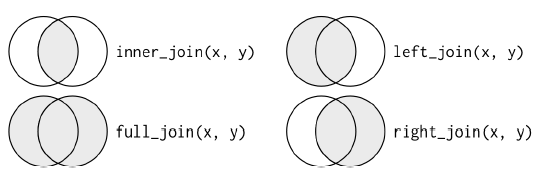 inner_join(x, y)
left_join(x, y)
full_join(x, y)
right_join(x, y)